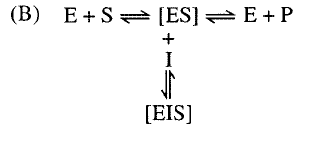 (B) E + S ⇌ [ES] ⇌ E + P
+
I
⇌
[EIS]